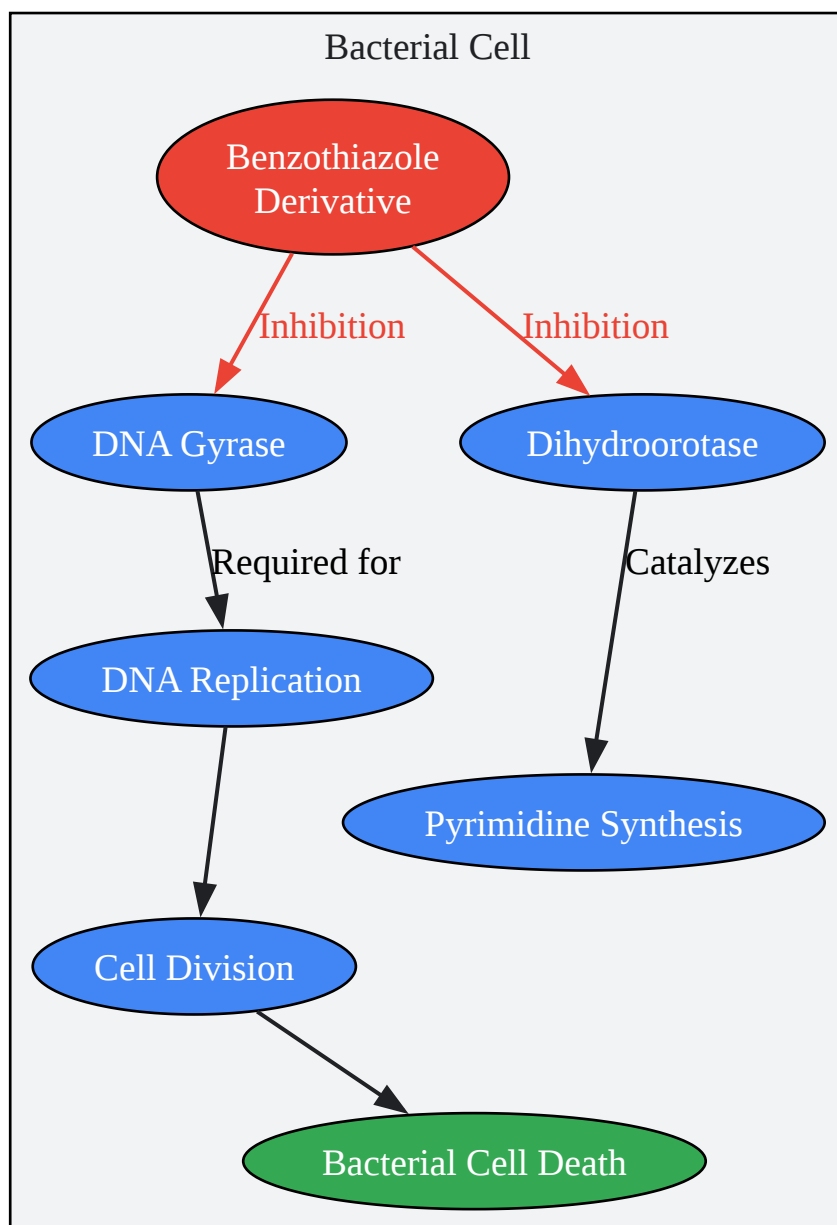 Bacterial Cell
Benzothiazole
Derivative
Inhibition
Inhibition
DNA Gyrase
Dihydroorotase
Required for
Catalyzes
DNA Replication
Pyrimidine Synthesis
Cell Division
Bacterial Cell Death